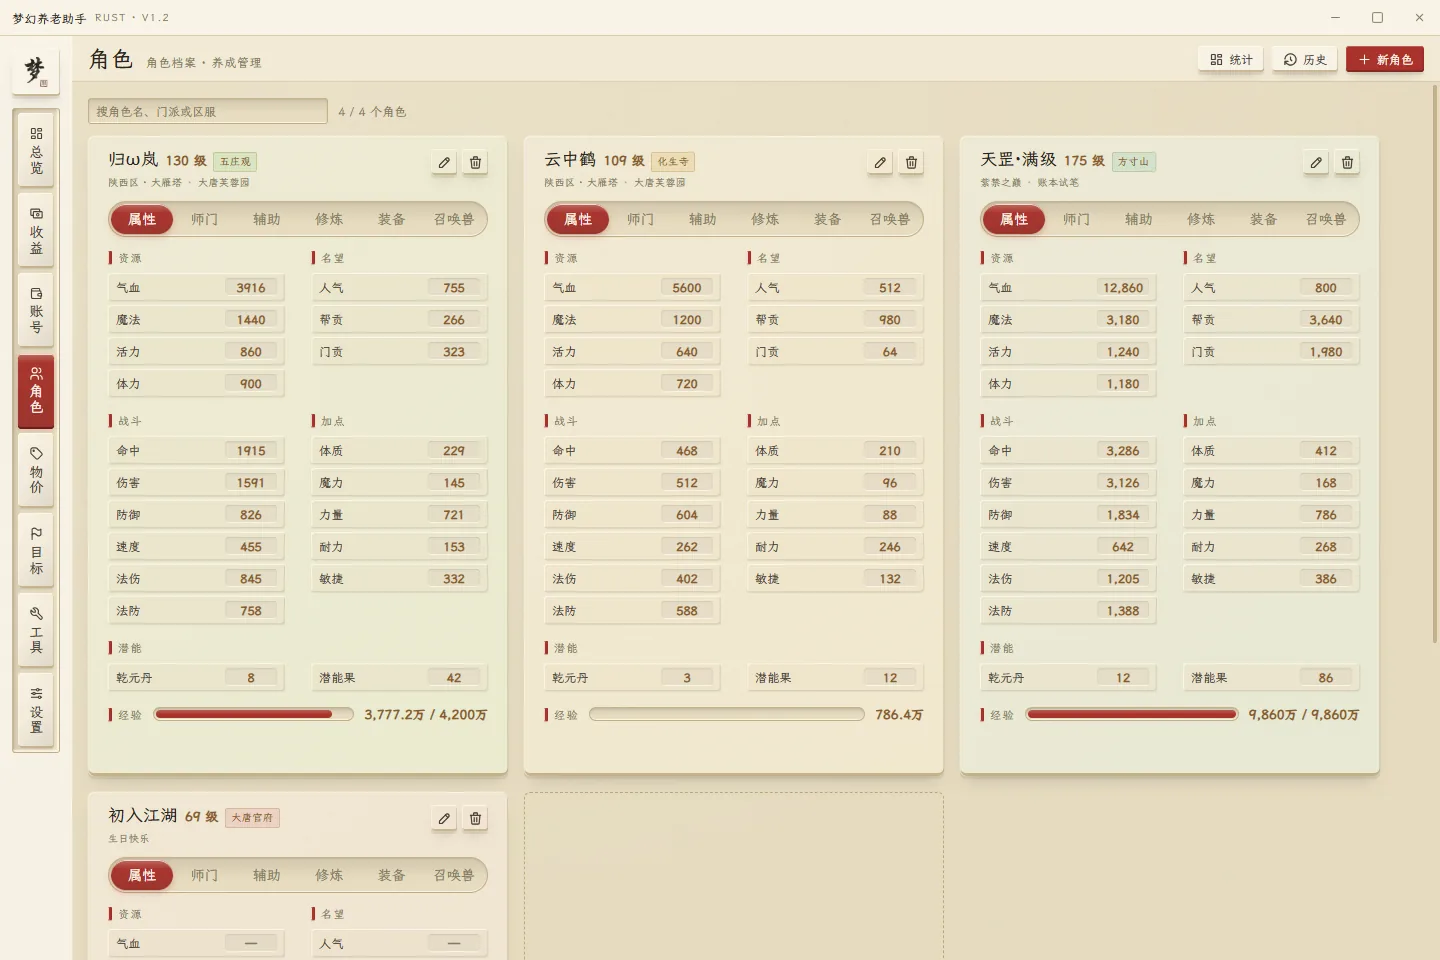 梦幻养老助手 RUST · V1.2
梦
角色 角色档案 · 养成管理
统计 历史 新角色
搜角色名、门派或区服 4 / 4 个角色
总览
收益
账号
角色
物价
目标
工具
设置
归ω岚 130 级 五庄观
陕西区 · 大雁塔 · 大唐芙蓉园
属性 师门 辅助 修炼 装备 召唤兽
资源
气血 3916
魔法 1440
活力 860
体力 900
名望
人气 755
帮贡 266
门贡 323
战斗
命中 1915
伤害 1591
防御 826
速度 455
法伤 845
法防 758
加点
体质 229
魔力 145
力量 721
耐力 153
敏捷 332
潜能
乾元丹 8
潜能果 42
经验 3,777.2万 / 4,200万
云中鹤 109 级 化生寺
陕西区 · 大雁塔 · 大唐芙蓉园
属性 师门 辅助 修炼 装备 召唤兽
资源
气血 5600
魔法 1200
活力 640
体力 720
名望
人气 512
帮贡 980
门贡 64
战斗
命中 468
伤害 512
防御 604
速度 262
法伤 402
法防 588
加点
体质 210
魔力 96
力量 88
耐力 246
敏捷 132
潜能
乾元丹 3
潜能果 12
经验 786.4万
天罡·满级 175 级 方寸山
紫禁之巅 · 账本试笔
属性 师门 辅助 修炼 装备 召唤兽
资源
气血 12,860
魔法 3,180
活力 1,240
体力 1,180
名望
人气 800
帮贡 3,640
门贡 1,980
战斗
命中 3,286
伤害 3,126
防御 1,834
速度 642
法伤 1,205
法防 1,388
加点
体质 412
魔力 168
力量 786
耐力 268
敏捷 386
潜能
乾元丹 12
潜能果 86
经验 9,860万 / 9,860万
初入江湖 69 级 大唐官府
生日快乐
属性 师门 辅助 修炼 装备 召唤兽
资源
气血 —
名望
人气 —